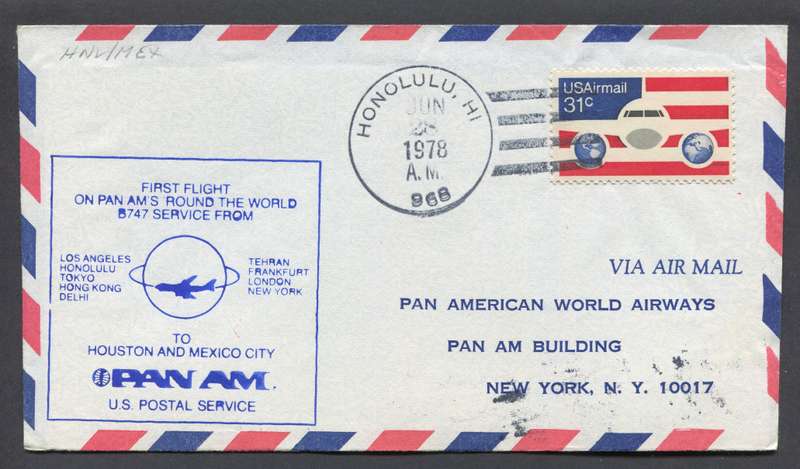 HNL/MEX
HONOLULU, HI
JUN
1978
A.M.
968
USAirmail
31c
FIRST FLIGHT
ON PAN AM'S 'ROUND THE WORLD
B747 SERVICE FROM
LOS ANGELES
HONOLULU
TOKYO
HONG KONG
DELHI
TEHRAN
FRANKFURT
LONDON
NEW YORK
TO
HOUSTON AND MEXICO CITY
PAN AM.
U.S. POSTAL SERVICE
VIA AIR MAIL
PAN AMERICAN WORLD AIRWAYS
PAN AM BUILDING
NEW YORK, N. Y. 10017